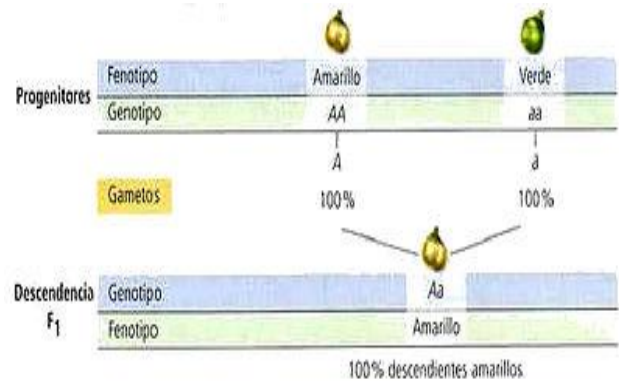 Fenotipo Amarillo Verde
Progenitores
Genotipo AA aa
A a
Gametos 100% 100%
Descendencia Genotipo Aa
F1 Fenotipo Amarillo
100% descendientes amarillos